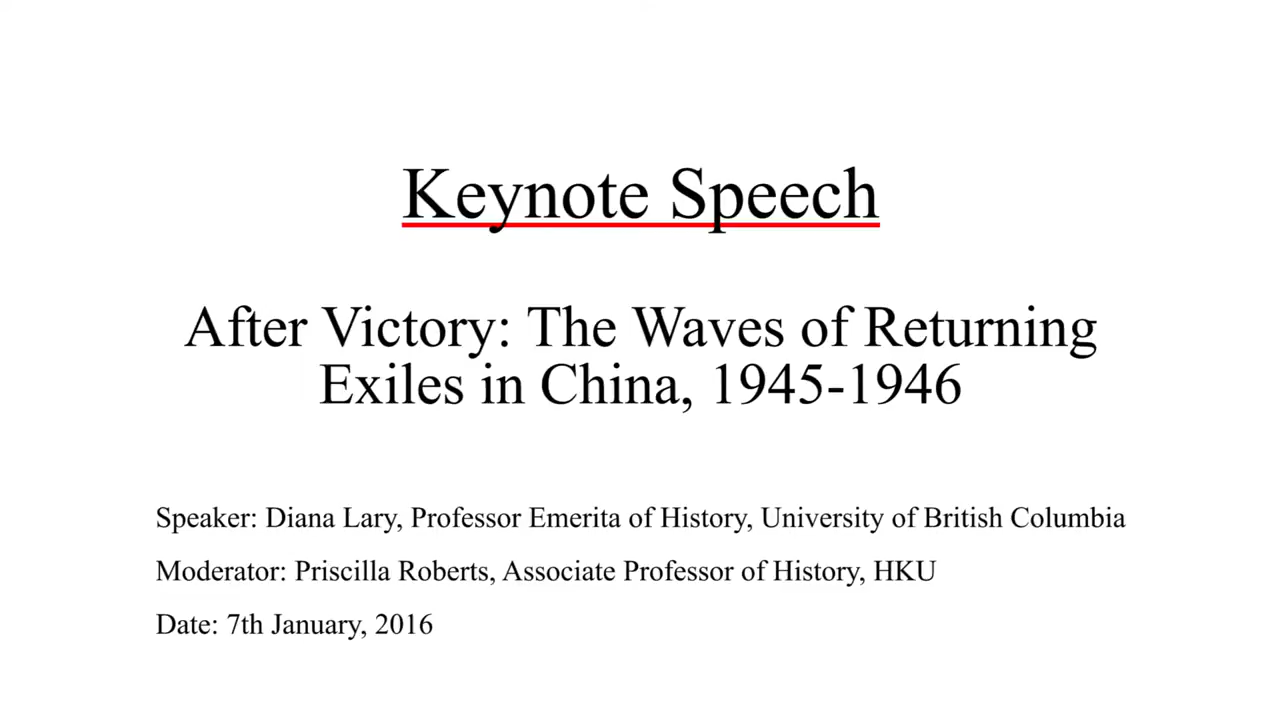 Keynote Speech
After Victory: The Waves of Returning
Exiles in China, 1945-1946
Speaker: Diana Lary, Professor Emerita of History, University of British Columbia
Moderator: Priscilla Roberts, Associate Professor of History, HKU
Date: 7th January, 2016